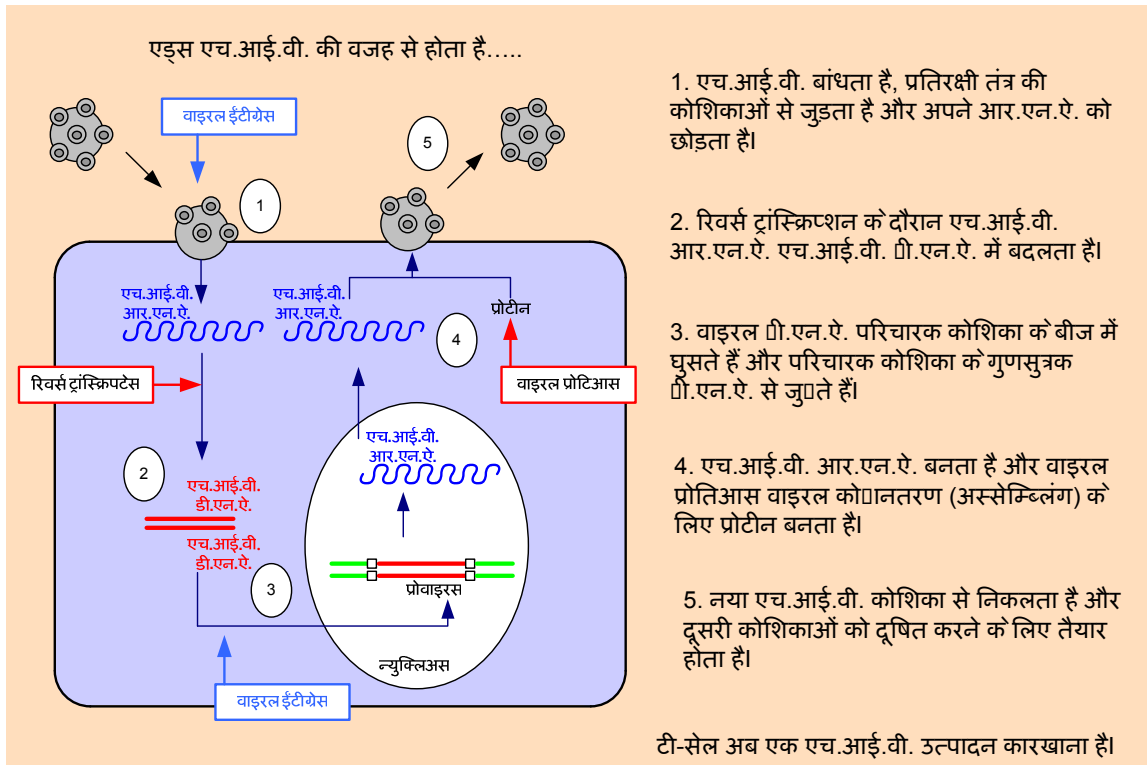 एड्स एच.आई.वी. की वजह से होता है.....
वाइरल ईंटीग्रेस
1
5
एच.आई.वी.
आर.एन.ऐ.
एच.आई.वी.
आर.एन.ऐ.
प्रोटीन
4
रिवर्स ट्रांस्क्रिपटेस
वाइरल प्रोटिआस
2
एच.आई.वी.
डी.एन.ऐ.
एच.आई.वी.
डी.एन.ऐ.
3
एच.आई.वी.
आर.एन.ऐ.
प्रोवाइरस
न्युक्लिअस
वाइरल ईंटीग्रेस
1. एच.आई.वी. बांधता है, प्रतिरक्षी तंत्र की
कोशिकाओं से जुड़ता है और अपने आर.एन.ऐ. को
छोड़ता है।
2. रिवर्स ट्रांस्क्रिप्शन के दौरान एच.आई.वी.
आर.एन.ऐ. एच.आई.वी. में बदलता है।
3. वाइरल परिचारक कोशिका के बीज में
घुसते हैं और परिचारक कोशिका के गुणसुत्रक
से हैं।
4. एच.आई.वी. आर.एन.ऐ. बनता है और वाइरल
प्रोतिआस वाइरल (अस्सेम्ब्लिंग) के
लिए प्रोटीन बनता है।
5. नया एच.आई.वी. कोशिका से निकलता है और
दूसरी कोशिकाओं को दूषित करने के लिए तैयार
होता है।
टी-सेल अब एक एच.आई.वी. उत्पादन कारखाना है।